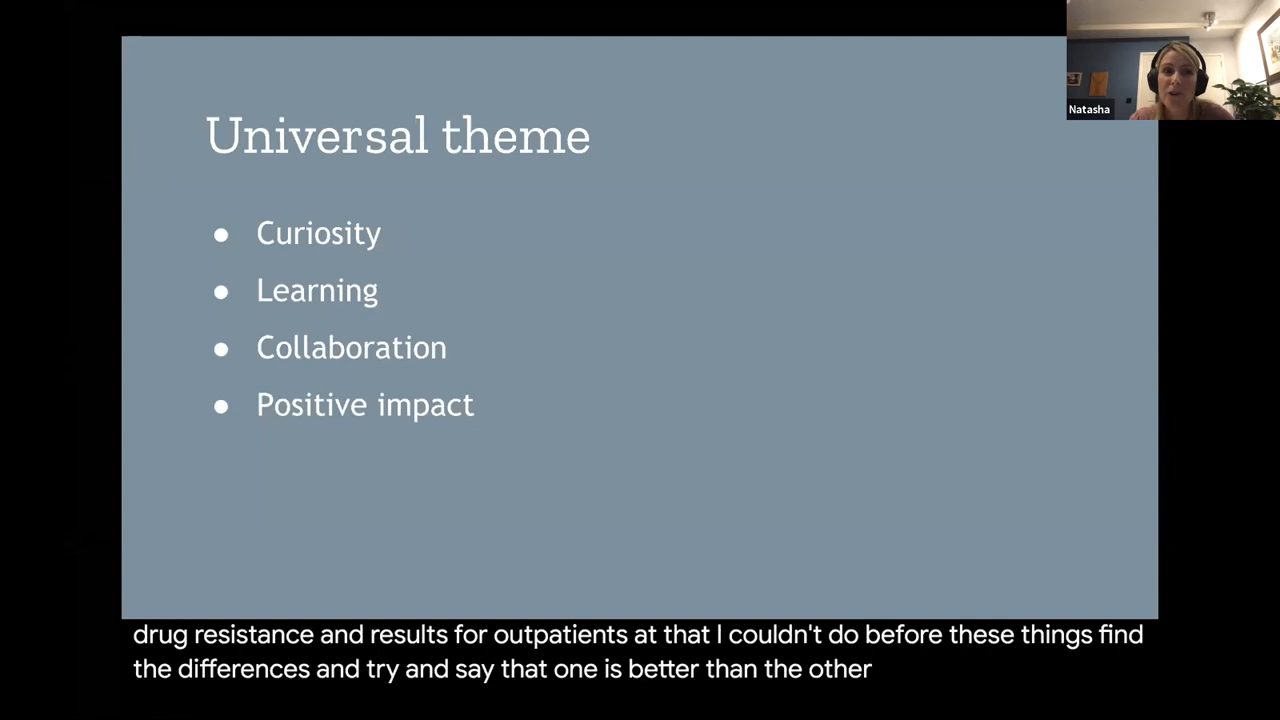 Natasha
Universal theme
● Curiosity
● Learning
● Collaboration
● Positive impact
drug resistance and results for outpatients at that I couldn't do before these things find
the differences and try and say that one is better than the other